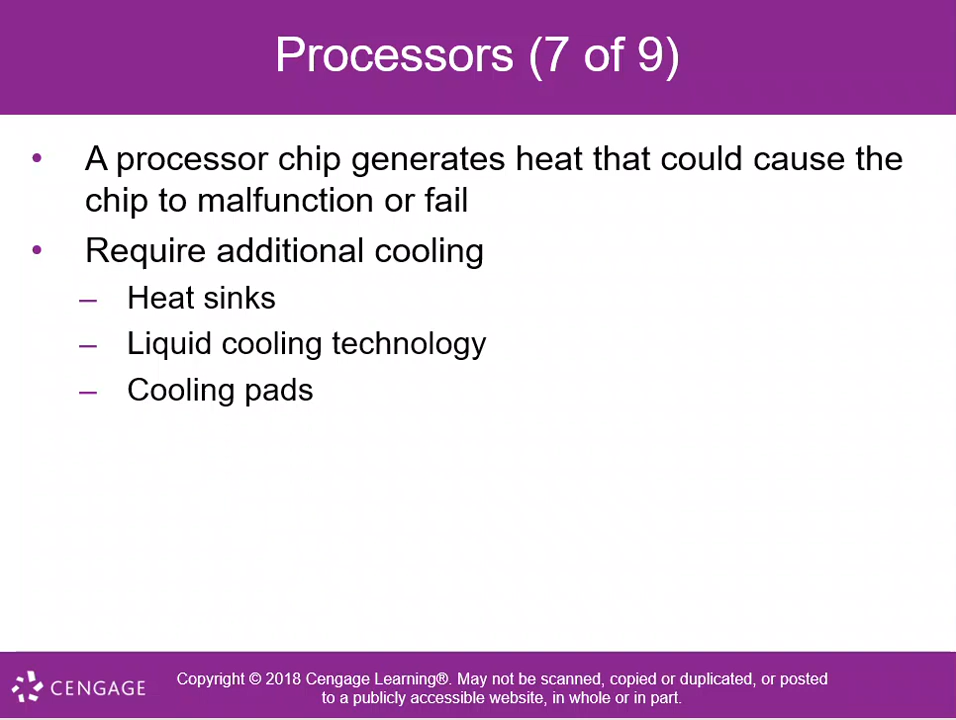 Processors (7 of 9)
• A processor chip generates heat that could cause the
chip to malfunction or fail
• Require additional cooling
– Heat sinks
– Liquid cooling technology
– Cooling pads
CENGAGE
Copyright © 2018 Cengage Learning®. May not be scanned, copied or duplicated, or posted
to a publicly accessible website, in whole or in part.